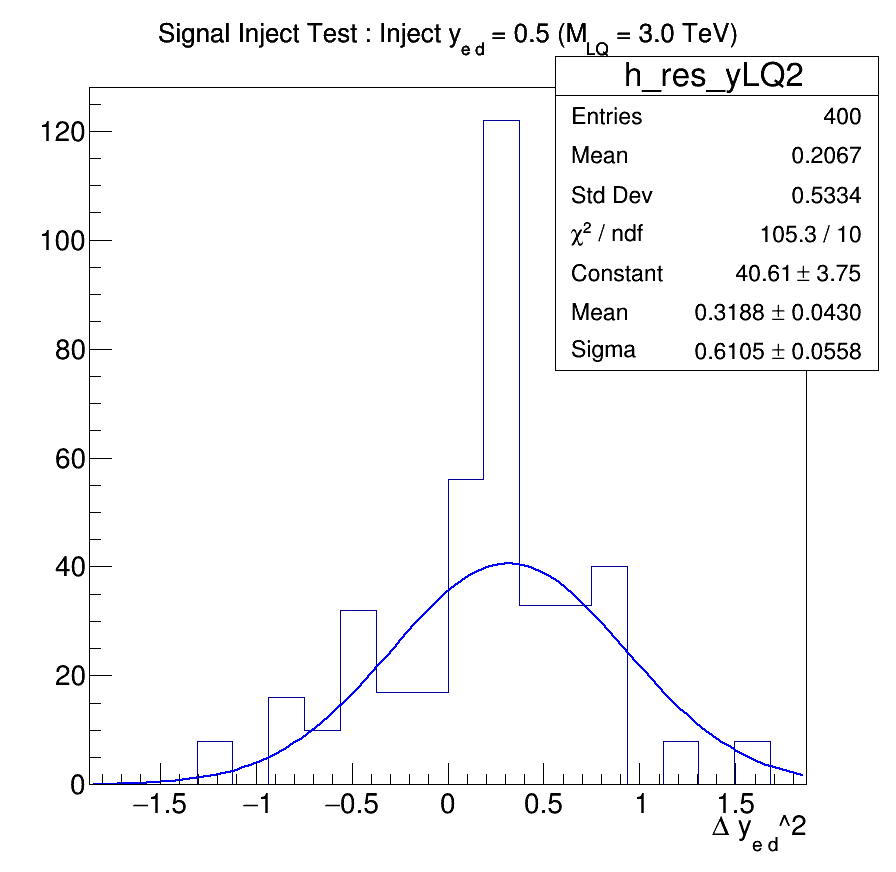 Signal Inject Test : Inject y_ed = 0.5 (M_LQ = 3.0 TeV)
h_res_yLQ2
Entries 400
Mean 0.2067
Std Dev 0.5334
χ² / ndf 105.3 / 10
Constant 40.61 ± 3.75
Mean 0.3188 ± 0.0430
Sigma 0.6105 ± 0.0558
120
100
80
60
40
20
0
−1.5 −1 −0.5 0 0.5 1 1.5
Δ y_ed^2